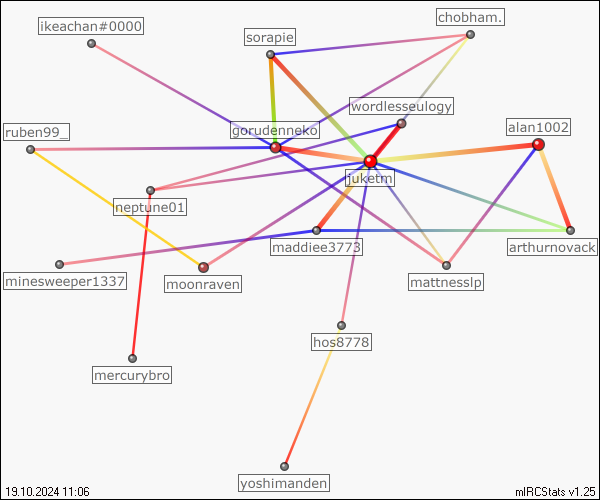 ikeachan#0000
chobham.
sorapie
wordlesseulogy
ruben99_
gorudenneko
alan1002
juketm
neptune01
maddiee3773
arthurnovack
minesweeper1337
moonraven
mattnesslp
hos8778
mercurybro
yoshimanden
19.10.2024 11:06
mIRCStats v1.25